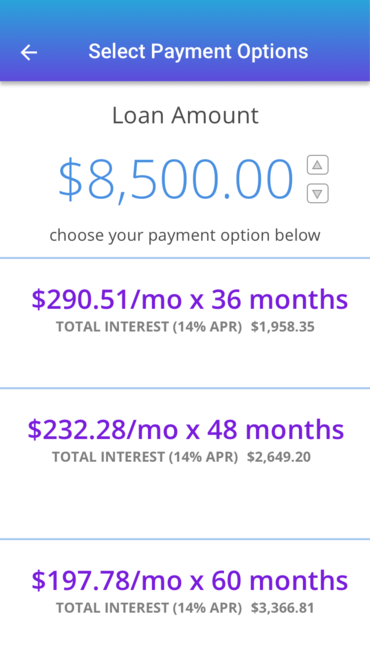 Select Payment Options
Loan Amount
$8,500.00
choose your payment option below
$290.51/mo x 36 months
TOTAL INTEREST (14% APR) $1,958.35
$232.28/mo x 48 months
TOTAL INTEREST (14% APR) $2,649.20
$197.78/mo x 60 months
TOTAL INTEREST (14% APR) $3,366.81